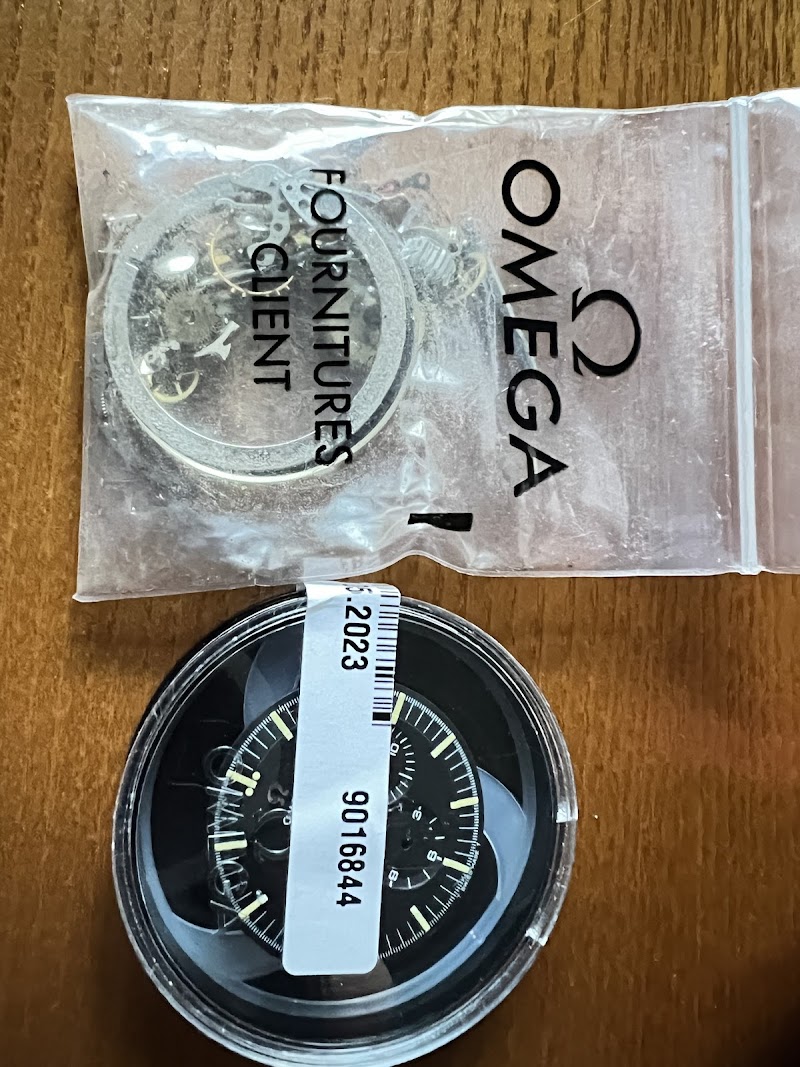 Ω
OMEGA
FOURNITURES
CLIENT
.2023
9016844